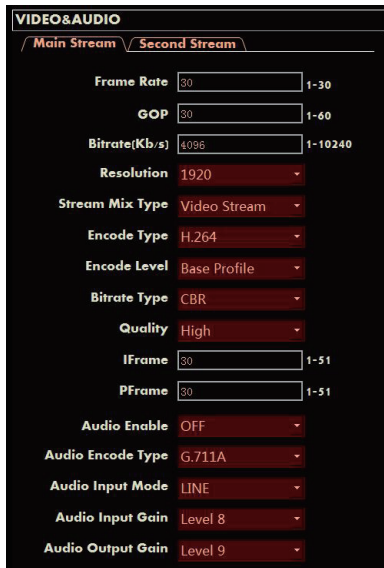 VIDEO&AUDIO
Main Stream Second Stream
Frame Rate 30 1-30
GOP 30 1-60
Bitrate(Kb/s) 4096 1-10240
Resolution 1920
Stream Mix Type Video Stream
Encode Type H.264
Encode Level Base Profile
Bitrate Type CBR
Quality High
IFrame 30 1-51
PFrame 30 1-51
Audio Enable OFF
Audio Encode Type G.711A
Audio Input Mode LINE
Audio Input Gain Level 8
Audio Output Gain Level 9